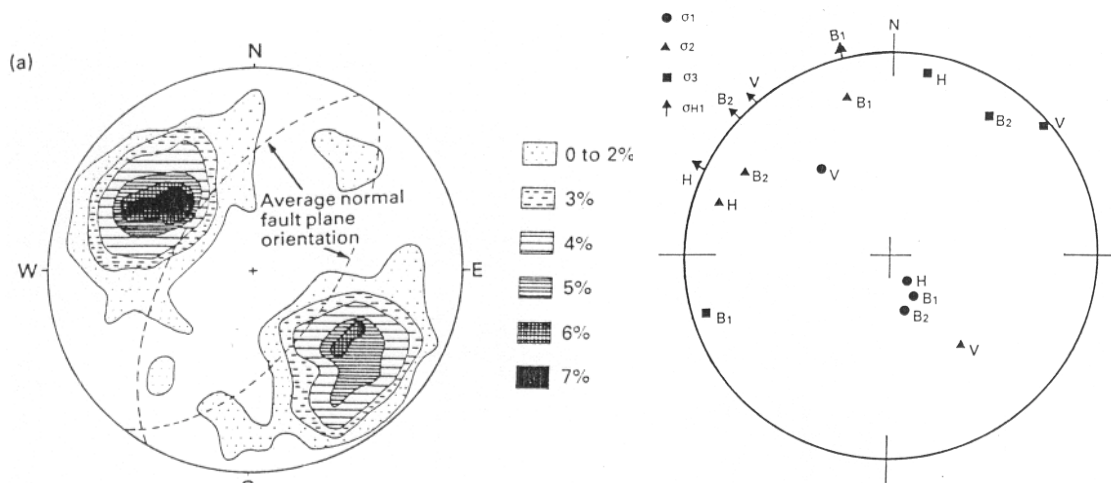 (a)
N
W
E
Average normal
fault plane
orientation
0 to 2%
3%
4%
5%
6%
7%
σ1
σ2
σ3
σH1
N
B1
V
B2
H
H
B1
B2
V
V
B2
H
H
B1
B2
B1
V